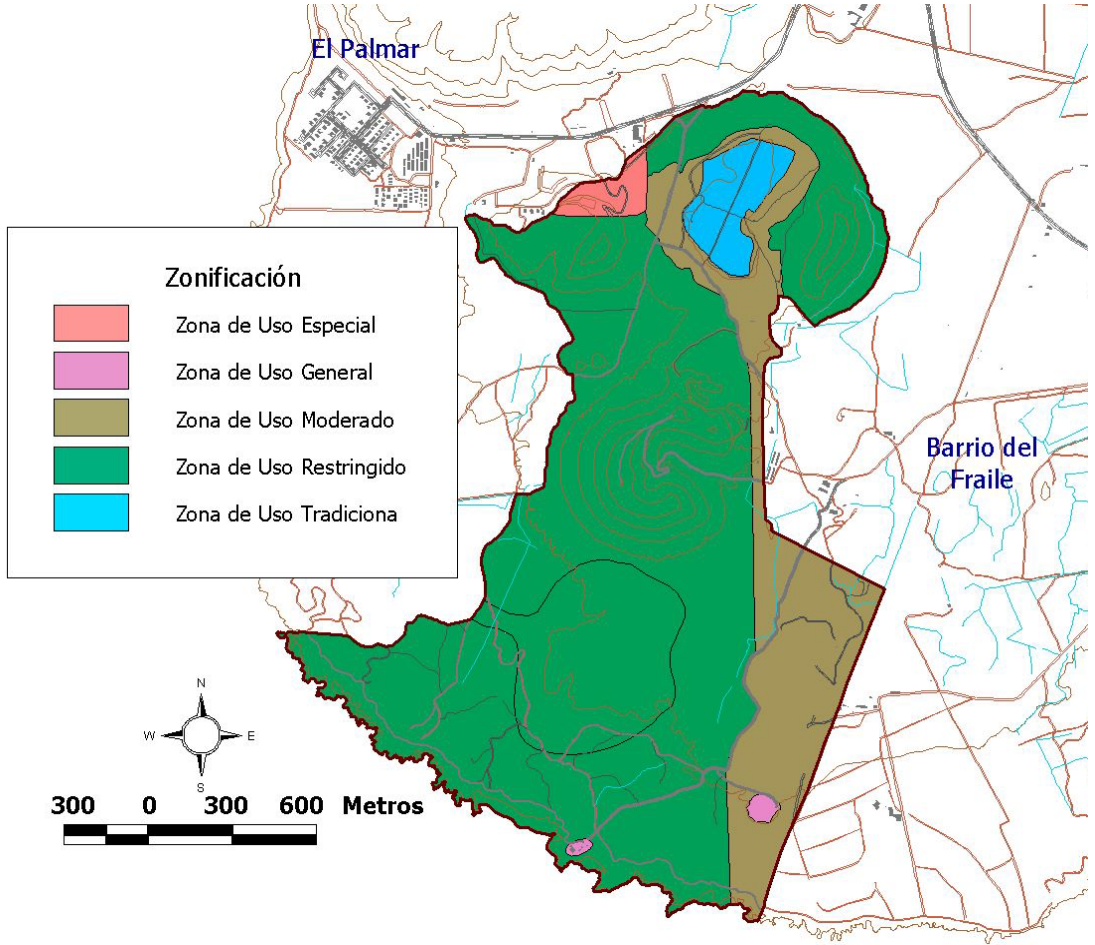 El Palmar
Zonificación
Zona de Uso Especial
Zona de Uso General
Zona de Uso Moderado
Zona de Uso Restringido
Zona de Uso Tradiciona
Barrio del
Fraile
N
W E
S
300 0 300 600 Metros